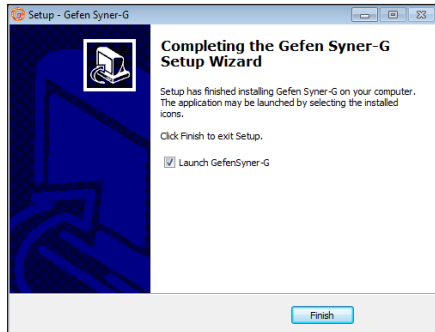 Setup - Gefen Syner-G
Completing the Gefen Syner-G
Setup Wizard
Setup has finished installing Gefen Syner-G on your computer.
The application may be launched by selecting the installed
icons.
Click Finish to exit Setup.
Launch GefenSyner-G
Finish